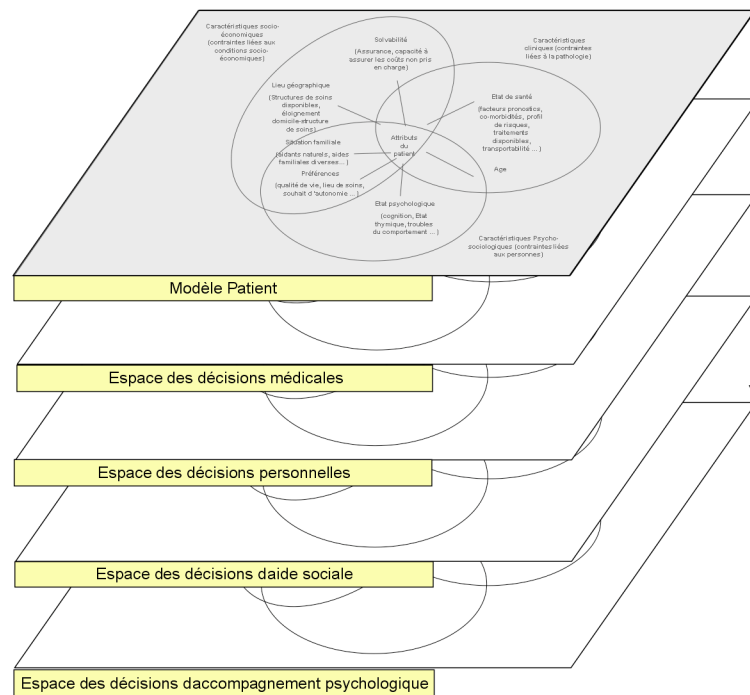 Caractéristiques socio-
économiques
(contraintes liées aux
conditions socio-
économiques)
Solvabilité
(Assurance, capacité à
assurer les coûts non pris
en charge)
Caractéristiques
cliniques (contraintes
liées à la pathologie)
Lieu géographique
(Structures de soins
disponibles,
éloignement
domicile-structure
de soins)
Etat de santé
(facteurs pronostics,
co-morbidités, profil
de risques,
traitements
disponibles,
transportabilité ... )
Attributs
du
patient
Situation familiale
(aidants naturels, aides
familiales diverses... )
Age
Préférences
(qualité de vie, lieu de soins,
souhait d 'autonomie ... )
Etat psychologique
(cognition, Etat
thymique, troubles
du comportement ... )
Caractéristiques Psycho-
sociologiques (contraintes liées
aux personnes)
Modèle Patient
Espace des décisions médicales
Espace des décisions personnelles
Espace des décisions daide sociale
Espace des décisions daccompagnement psychologique